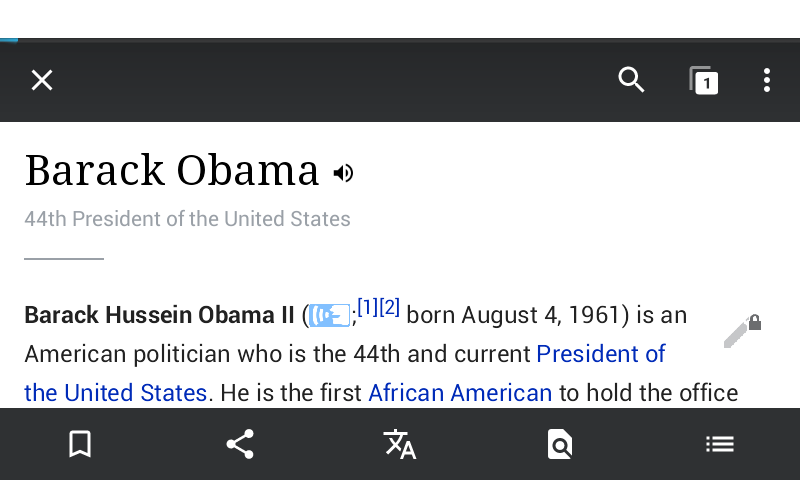 1
Barack Obama
44th President of the United States
Barack Hussein Obama II (;[1][2] born August 4, 1961) is an
American politician who is the 44th and current President of
the United States. He is the first African American to hold the office